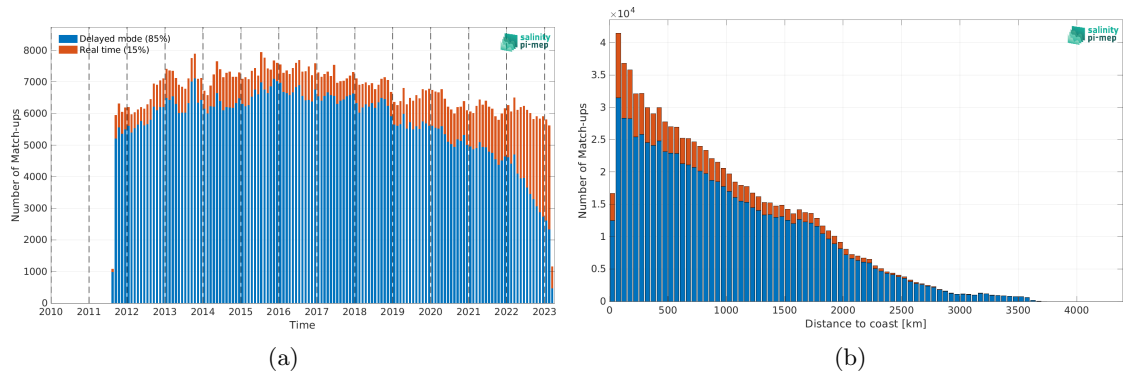 Delayed mode (85%)
Real time (15%)
salinity
pi-mep
Number of Match-ups
8000
7000
6000
5000
4000
3000
2000
1000
0
2010 2011 2012 2013 2014 2015 2016 2017 2018 2019 2020 2021 2022 2023
Time
(a)
×10⁴
salinity
pi-mep
Number of Match-ups
4
3.5
3
2.5
2
1.5
1
0.5
0
0 500 1000 1500 2000 2500 3000 3500 4000
Distance to coast [km]
(b)